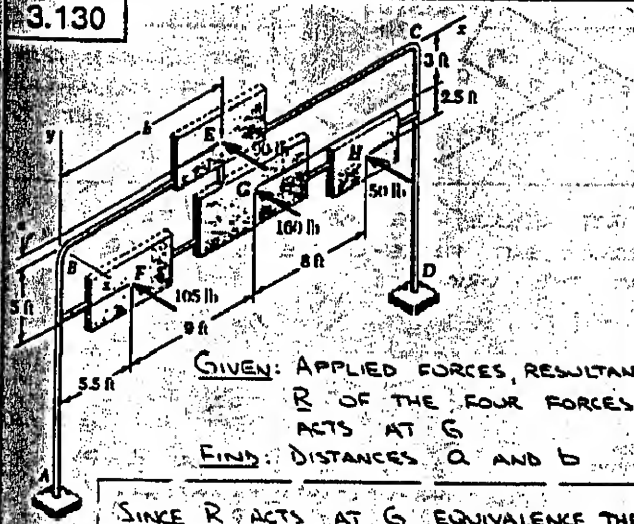 3.130
C
x
3 ft
2.5 ft
y
b
E
90 lb
H
G
50 lb
160 lb
8 ft
B
z
F
D
5 ft
105 lb
9 ft
5.5 ft
A
GIVEN: APPLIED FORCES, RESULTAN
R OF THE FOUR FORCES
ACTS AT G
FIND: DISTANCES a AND b
SINCE R ACTS AT G EQUIVALENCE TH